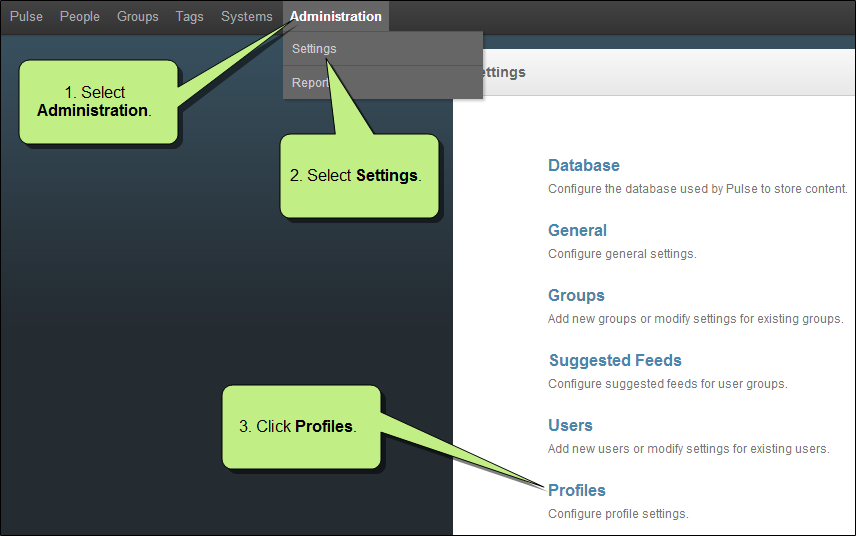 Pulse People Groups Tags Systems Administration
Settings
Report
ettings
1. Select
Administration.
2. Select Settings.
Database
Configure the database used by Pulse to store content.
General
Configure general settings.
Groups
Add new groups or modify settings for existing groups.
Suggested Feeds
Configure suggested feeds for user groups.
3. Click Profiles.
Users
Add new users or modify settings for existing users.
Profiles
Configure profile settings.